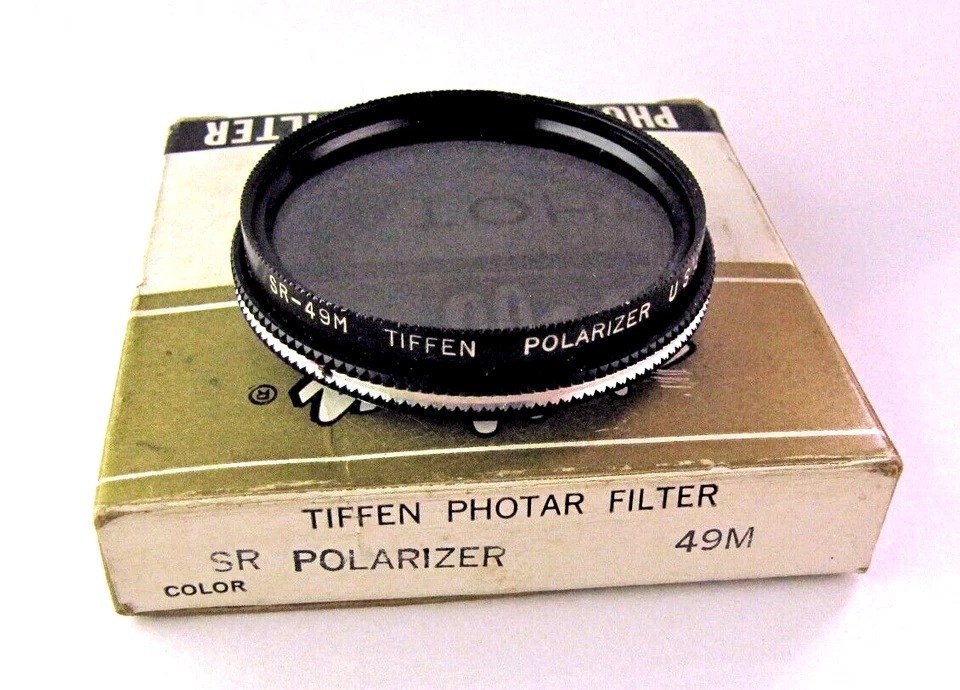 SR-49M TIFFEN POLARIZER U S
®
TIFFEN PHOTAR FILTER
SR POLARIZER 49M
COLOR